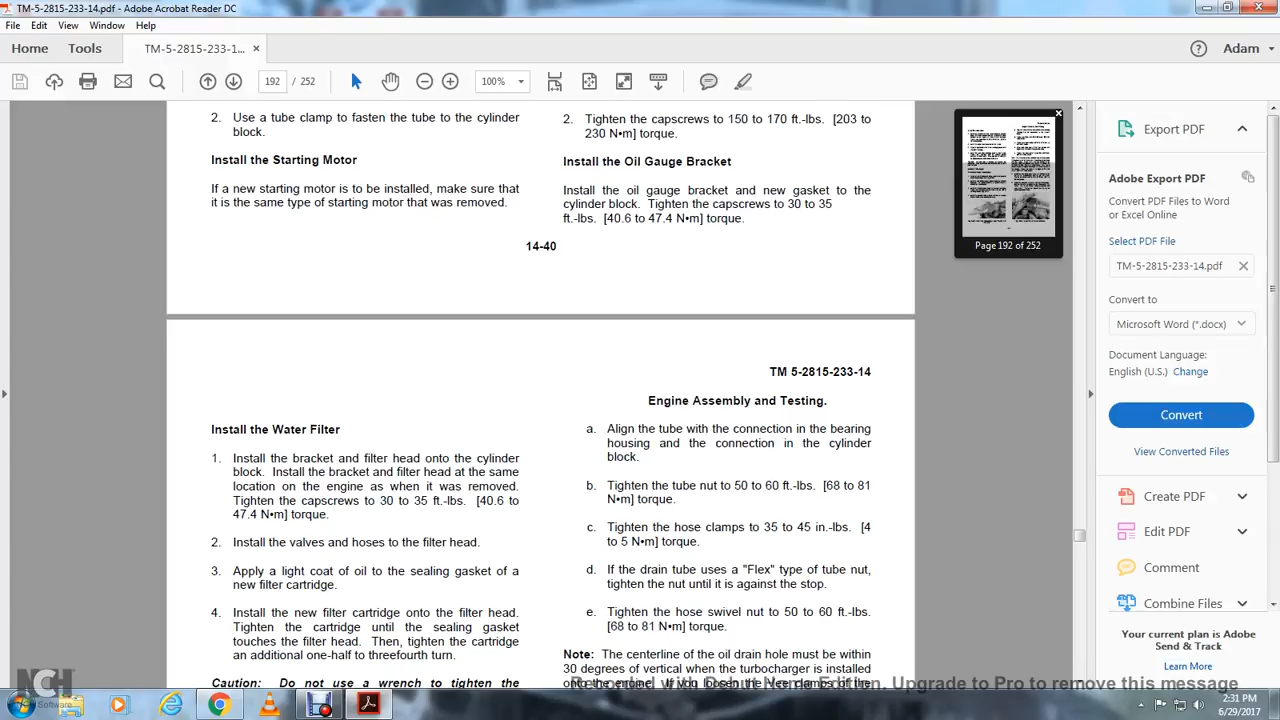 TM-5-2815-233-14.pdf - Adobe Acrobat Reader DC
File Edit View Window Help
Home Tools TM-5-2815-233-1... × Adam
192 / 252 100%
2. Use a tube clamp to fasten the tube to the cylinder
block.
Install the Starting Motor
If a new starting motor is to be installed, make sure that
it is the same type of starting motor that was removed.
2. Tighten the capscrews to 150 to 170 ft.-lbs. [203 to
230 N•m] torque.
Install the Oil Gauge Bracket
Install the oil gauge bracket and new gasket to the
cylinder block. Tighten the capscrews to 30 to 35
ft.-lbs. [40.6 to 47.4 N•m] torque.
14-40
TM 5-2815-233-14
Engine Assembly and Testing.
Install the Water Filter
1. Install the bracket and filter head onto the cylinder
block. Install the bracket and filter head at the same
location on the engine as when it was removed.
Tighten the capscrews to 30 to 35 ft.-lbs. [40.6 to
47.4 N•m] torque.
2. Install the valves and hoses to the filter head.
3. Apply a light coat of oil to the sealing gasket of a
new filter cartridge.
4. Install the new filter cartridge onto the filter head.
Tighten the cartridge until the sealing gasket
touches the filter head. Then, tighten the cartridge
an additional one-half to threefourth turn.
Caution: Do not use a wrench to tighten the
a. Align the tube with the connection in the bearing
housing and the connection in the cylinder
block.
b. Tighten the tube nut to 50 to 60 ft.-lbs. [68 to 81
N•m] torque.
c. Tighten the hose clamps to 35 to 45 in.-lbs. [4
to 5 N•m] torque.
d. If the drain tube uses a "Flex" type of tube nut,
tighten the nut until it is against the stop.
e. Tighten the hose swivel nut to 50 to 60 ft.-lbs.
[68 to 81 N•m] torque.
Note: The centerline of the oil drain hole must be within
30 degrees of vertical when the turbocharger is installed
Page 192 of 252
Export PDF
Adobe Export PDF
Convert PDF Files to Word
or Excel Online
Select PDF File
TM-5-2815-233-14.pdf
Convert to
Microsoft Word (*.docx)
Document Language:
English (U.S.) Change
Convert
View Converted Files
Create PDF
Edit PDF
Comment
Combine Files
Your current plan is Adobe
Send & Track
Learn More
NCH
Software
Edition. Upgrade to Pro to remove this message
2:31 PM
6/29/2017